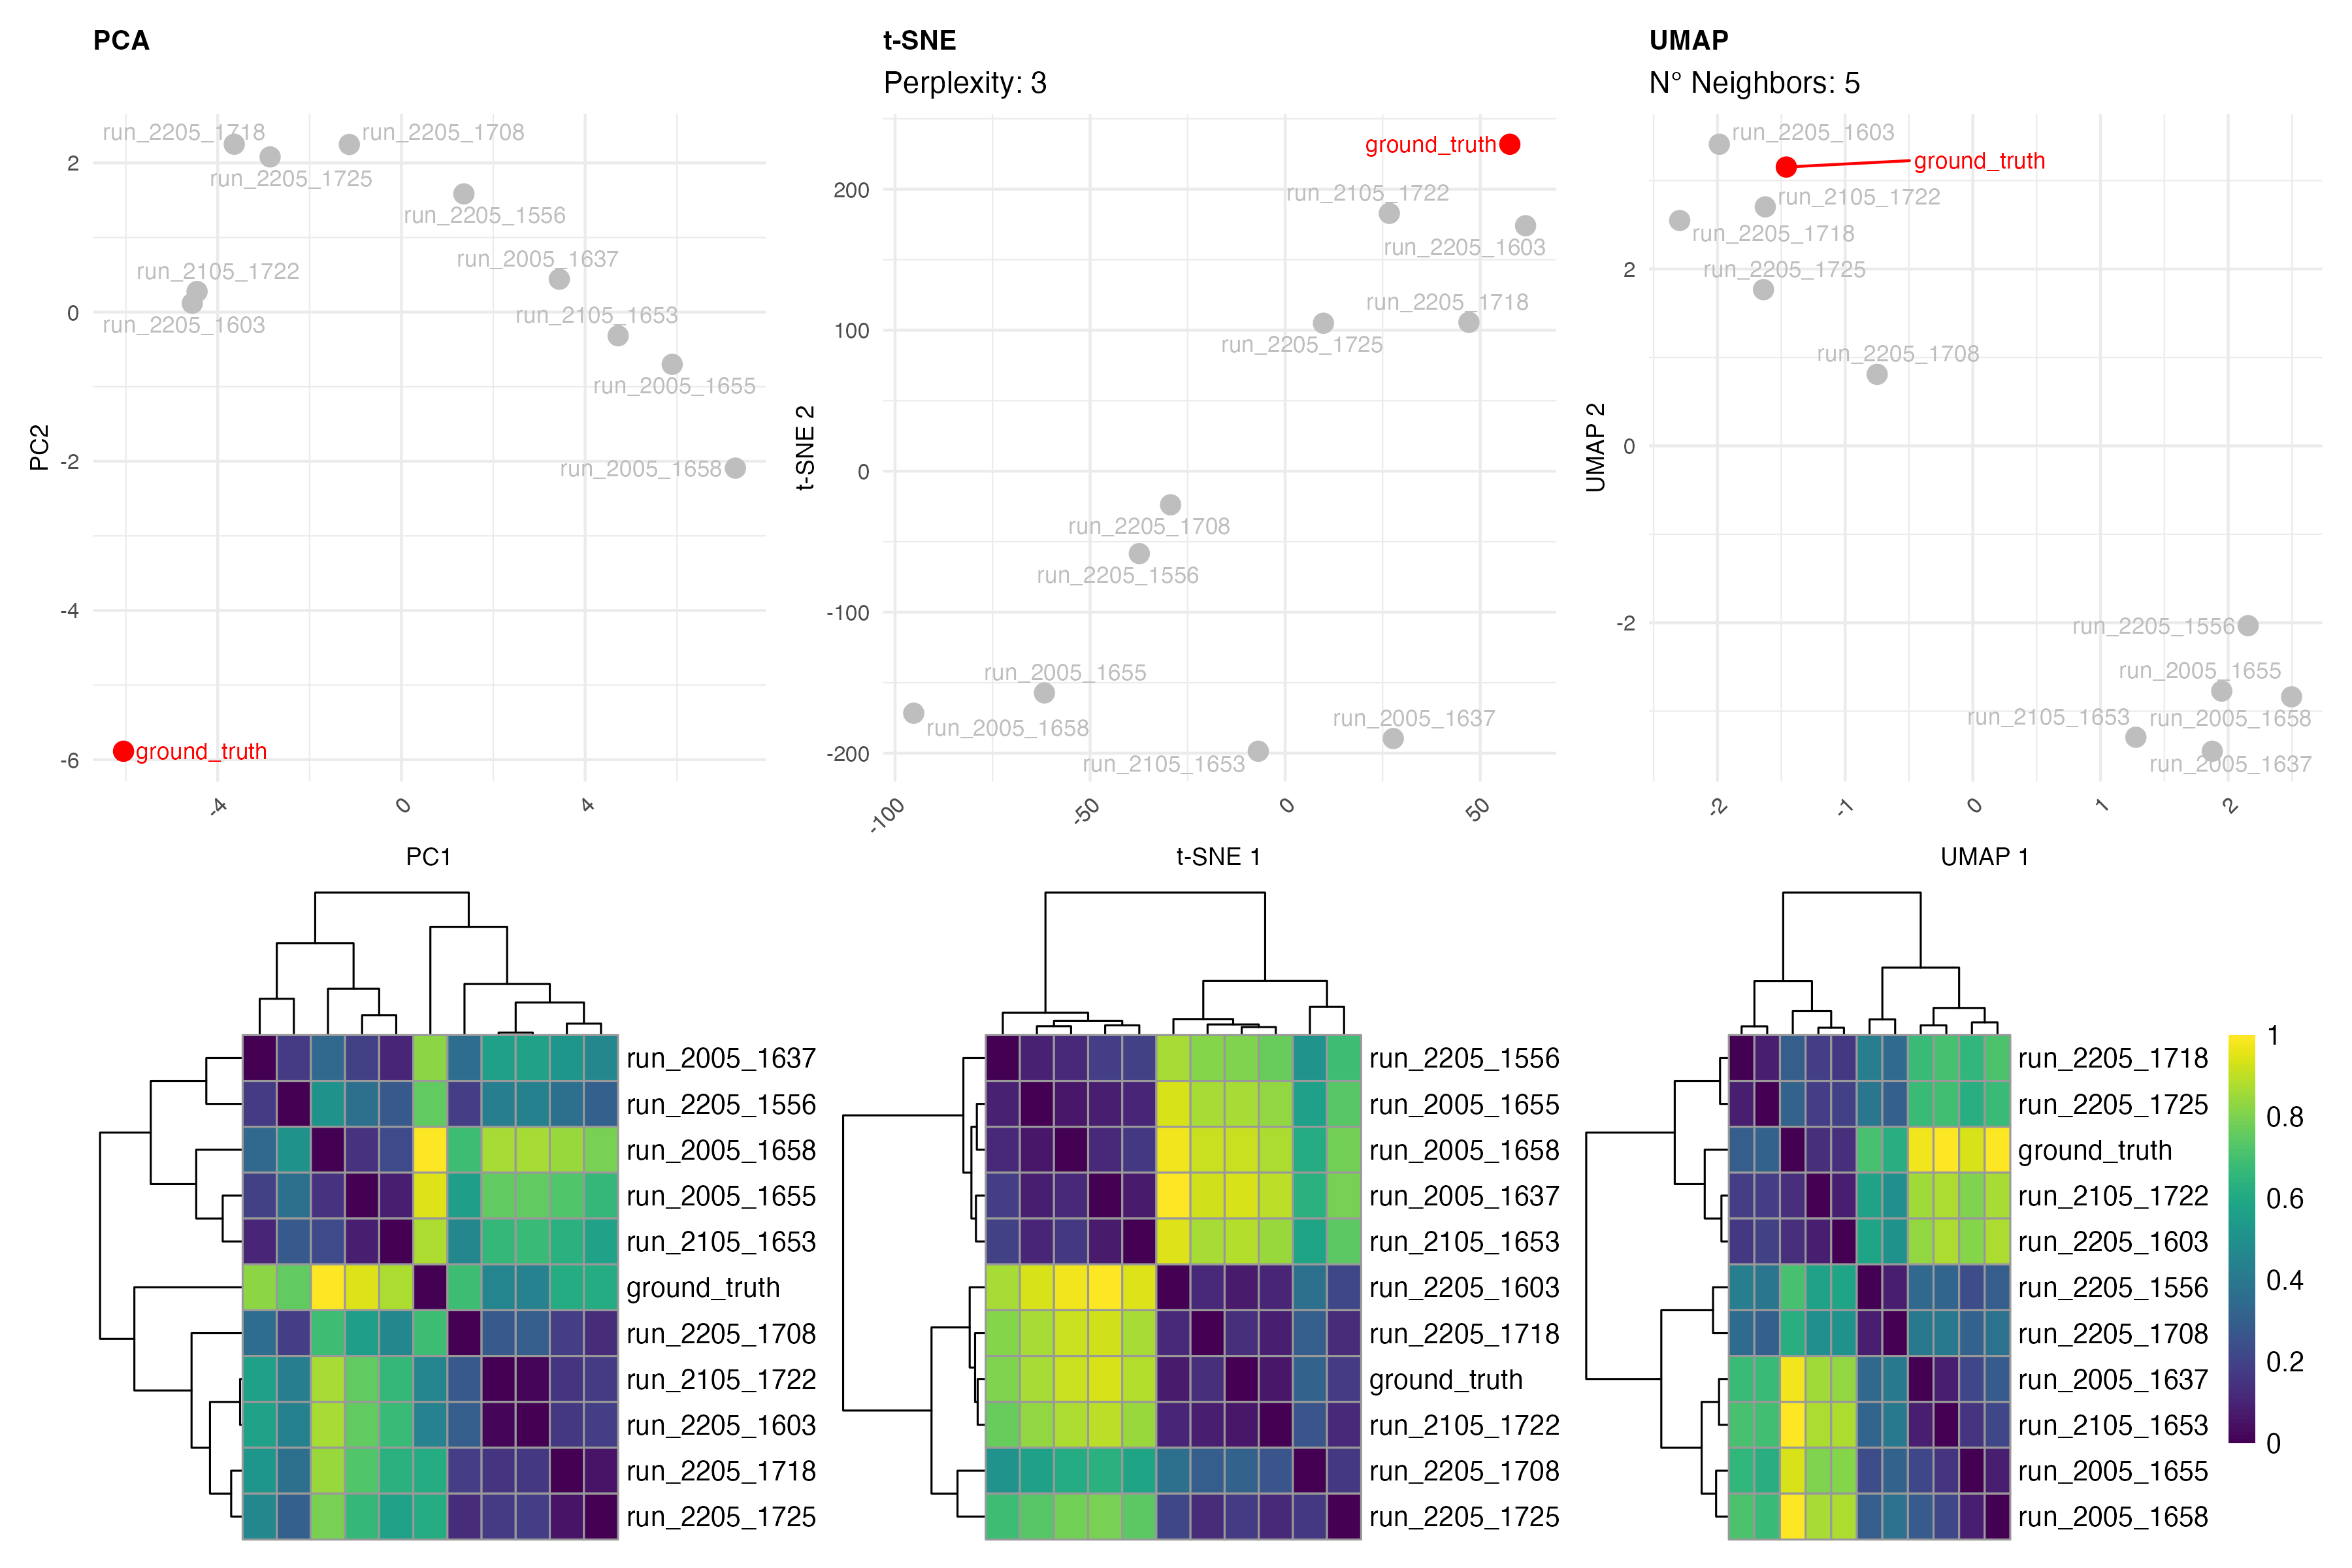 PCA
run_2205_1718
run_2205_1708
run_2205_1725
run_2205_1556
run_2005_1637
run_2105_1722
run_2105_1653
run_2205_1603
run_2005_1655
run_2005_1658
ground_truth
2
0
-2
-4
-6
-4
0
4
PC2
PC1
t-SNE
Perplexity: 3
ground_truth
run_2105_1722
run_2205_1603
run_2205_1718
run_2205_1725
run_2205_1708
run_2205_1556
run_2005_1655
run_2005_1658
run_2005_1637
run_2105_1653
200
100
0
-100
-200
-100
-50
0
50
t-SNE 2
t-SNE 1
UMAP
N° Neighbors: 5
run_2205_1603
ground_truth
run_2105_1722
run_2205_1718
run_2205_1725
run_2205_1708
run_2205_1556
run_2005_1655
run_2105_1653
run_2005_1658
run_2005_1637
2
0
-2
-2
-1
0
1
2
UMAP 2
UMAP 1
run_2005_1637
run_2205_1556
run_2005_1658
run_2005_1655
run_2105_1653
ground_truth
run_2205_1708
run_2105_1722
run_2205_1603
run_2205_1718
run_2205_1725
run_2205_1556
run_2005_1655
run_2005_1658
run_2005_1637
run_2105_1653
run_2205_1603
run_2205_1718
ground_truth
run_2105_1722
run_2205_1708
run_2205_1725
run_2205_1718
run_2205_1725
ground_truth
run_2105_1722
run_2205_1603
run_2205_1556
run_2205_1708
run_2005_1637
run_2105_1653
run_2005_1655
run_2005_1658
1
0.8
0.6
0.4
0.2
0